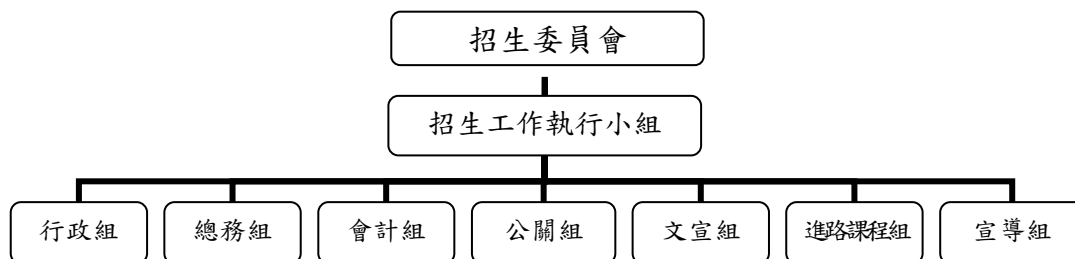 招生委員會
招生工作執行小組
行政組
總務組
會計組
公關組
文宣組
進路課程組
宣導組